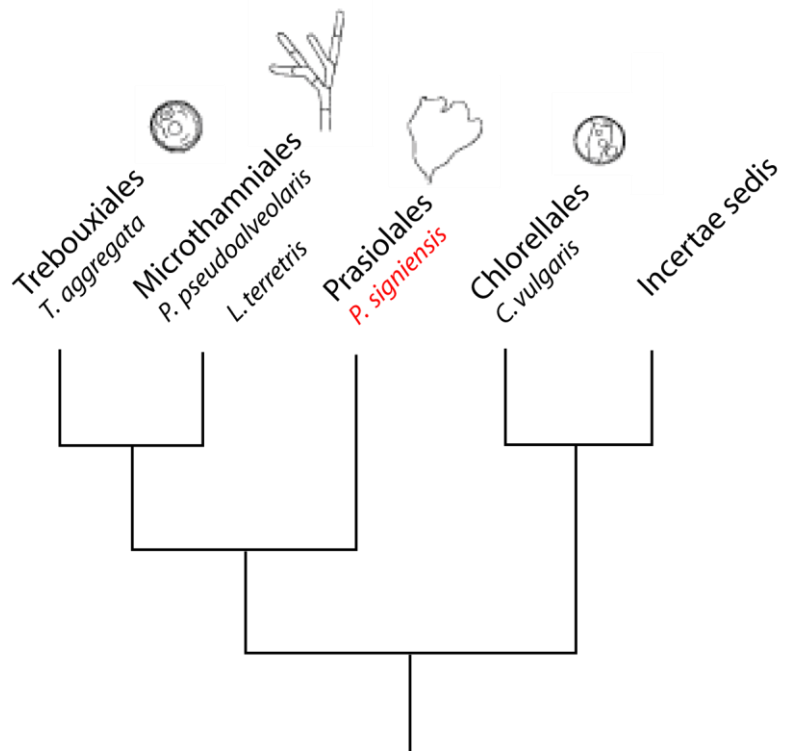 Trebouxiales
T. aggregata
Microthamniales
P. pseudoalveolaris
L. terretris
Prasiolales
P. signiensis
Chlorellales
C. vulgaris
Incertae sedis